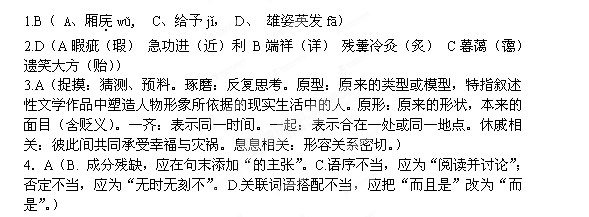 1.B（ A、厢庑 wǔ, C、给予 jǐ， D、 雄姿英发 fā）
2.D（A 暇疵（瑕） 急功进（近）利 B 端祥（详） 残羹冷灸（炙） C 暮蔼（霭）
遗笑大方（贻））
3.A（捉摸：猜测、预料。琢磨：反复思考。原型：原来的类型或模型，特指叙述
性文学作品中塑造人物形象所依据的现实生活中的人。原形：原来的形状，本来的
面目（含贬义）。一齐：表示同一时间。一起：表示合在一处或同一地点。休戚相
关：彼此间共同承受幸福与灾祸。息息相关：形容关系密切。）
4．A（B. 成分残缺，应在句末添加“的主张”。C.语序不当，应为“阅读并讨论”；
否定不当，应为“无时无刻不”。D.关联词语搭配不当，应把“而且是”改为“而
是”。）